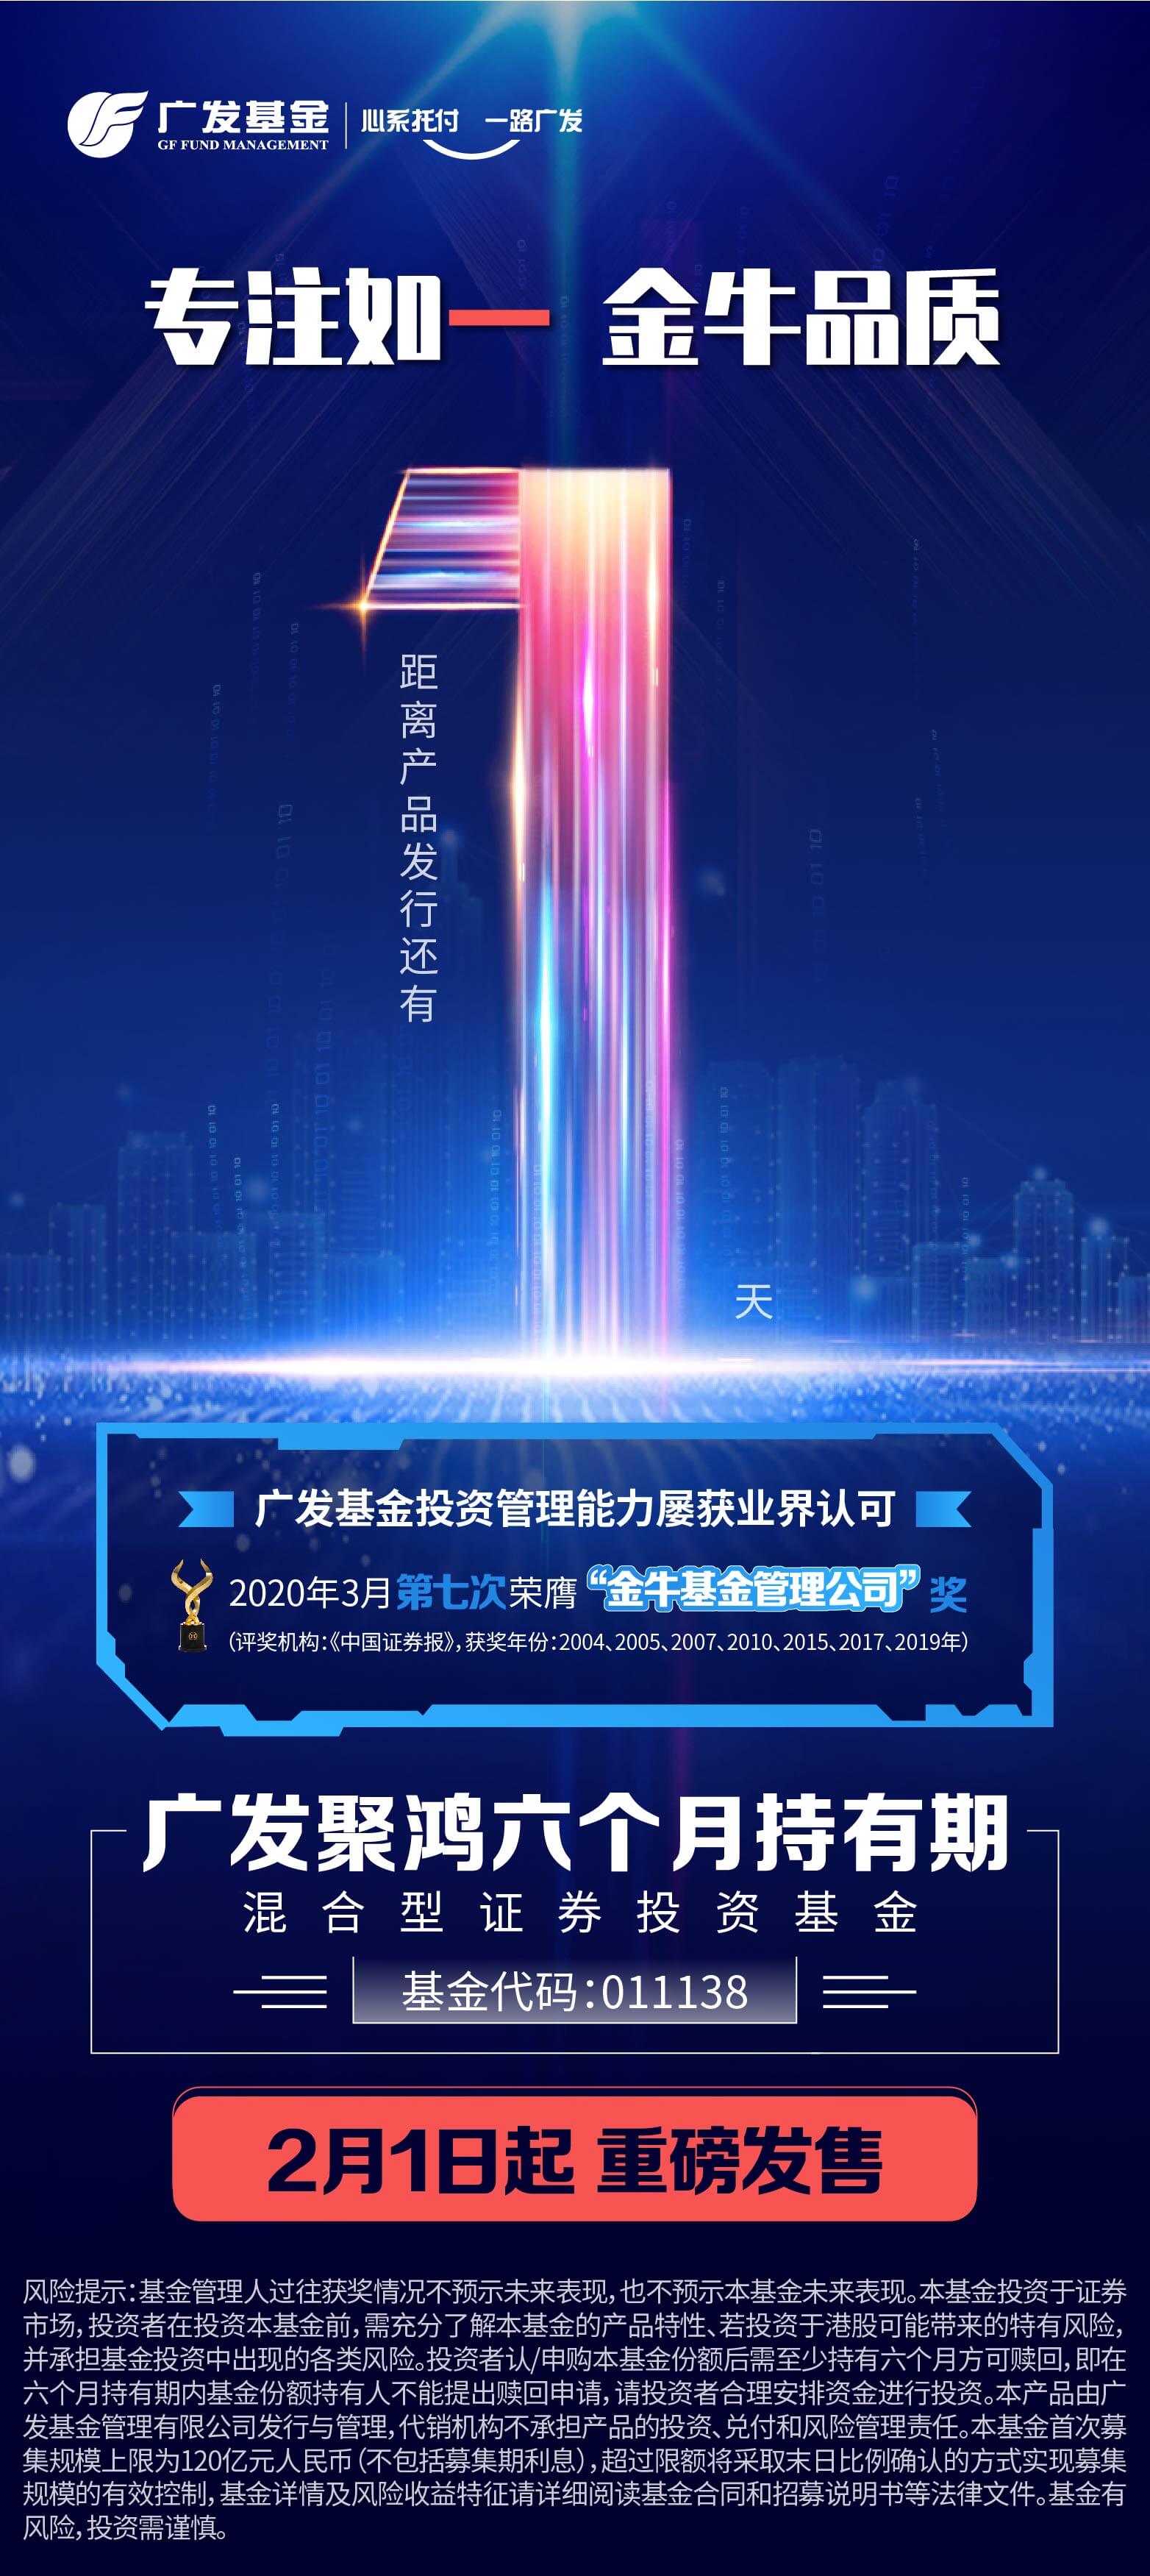 广发基金
GF FUND MANAGEMENT
心系托付 一路广发
专注如一 金牛品质
1
距离产品发行还有
天
广发基金投资管理能力屡获业界认可
2020年3月第七次荣膺“金牛基金管理公司”奖
(评奖机构：《中国证券报》，获奖年份：2004、2005、2007、2010、2015、2017、2019年)
广发聚鸿六个月持有期
混合型证券投资基金
基金代码：011138
2月1日起 重磅发售
风险提示：基金管理人过往获奖情况不预示未来表现，也不预示本基金未来表现。本基金投资于证券
市场，投资者在投资本基金前，需充分了解本基金的产品特性、若投资于港股可能带来的特有风险，
并承担基金投资中出现的各类风险。投资者认/申购本基金份额后需至少持有六个月方可赎回，即在
六个月持有期内基金份额持有人不能提出赎回申请，请投资者合理安排资金进行投资。本产品由广
发基金管理有限公司发行与管理，代销机构不承担产品的投资、兑付和风险管理责任。本基金首次募
集规模上限为120亿元人民币（不包括募集期利息），超过限额将采取末日比例确认的方式实现募集
规模的有效控制，基金详情及风险收益特征请详细阅读基金合同和招募说明书等法律文件。基金有
风险，投资需谨慎。